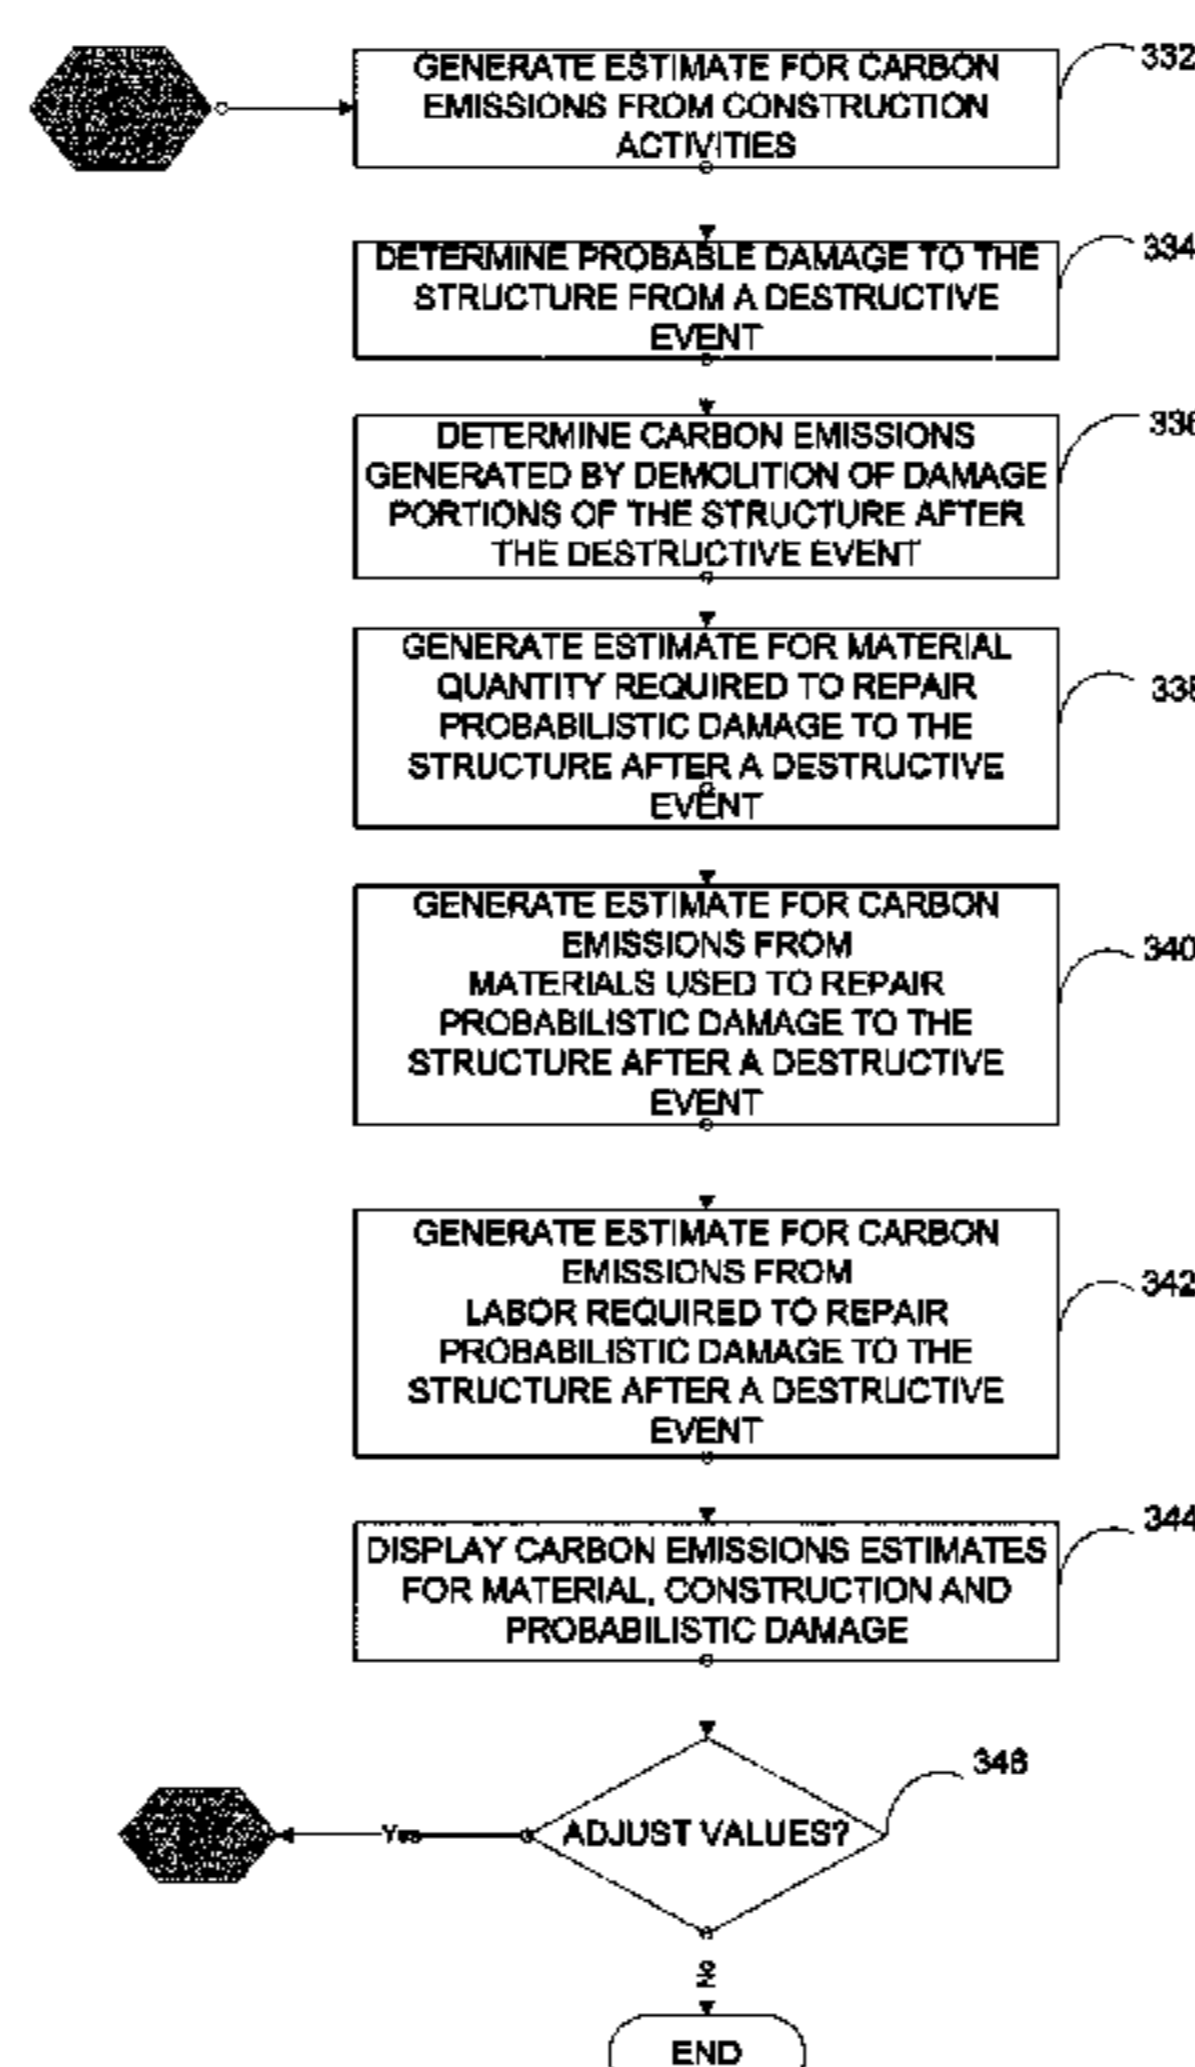 GENERATE ESTIMATE FOR CARBON
EMISSIONS FROM CONSTRUCTION
ACTIVITIES
332
DETERMINE PROBABLE DAMAGE TO THE
STRUCTURE FROM A DESTRUCTIVE
EVENT
334
DETERMINE CARBON EMISSIONS
GENERATED BY DEMOLITION OF DAMAGE
PORTIONS OF THE STRUCTURE AFTER
THE DESTRUCTIVE EVENT
336
GENERATE ESTIMATE FOR MATERIAL
QUANTITY REQUIRED TO REPAIR
PROBABILISTIC DAMAGE TO THE
STRUCTURE AFTER A DESTRUCTIVE
EVENT
338
GENERATE ESTIMATE FOR CARBON
EMISSIONS FROM
MATERIALS USED TO REPAIR
PROBABILISTIC DAMAGE TO THE
STRUCTURE AFTER A DESTRUCTIVE
EVENT
340
GENERATE ESTIMATE FOR CARBON
EMISSIONS FROM
LABOR REQUIRED TO REPAIR
PROBABILISTIC DAMAGE TO THE
STRUCTURE AFTER A DESTRUCTIVE
EVENT
342
DISPLAY CARBON EMISSIONS ESTIMATES
FOR MATERIAL, CONSTRUCTION AND
PROBABILISTIC DAMAGE
344
ADJUST VALUES?
Yes
No
END